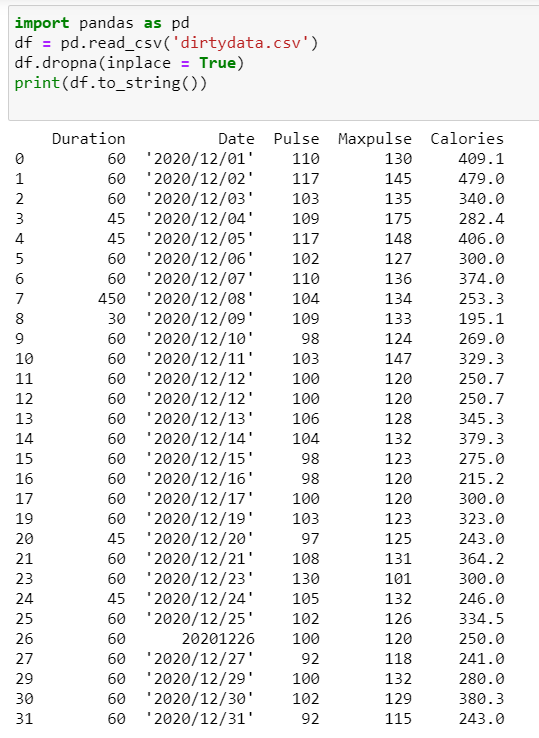 import pandas as pd
df = pd.read_csv('dirtydata.csv')
df.dropna(inplace = True)
print(df.to_string())
Duration Date Pulse Maxpulse Calories
0 60 '2020/12/01' 110 130 409.1
1 60 '2020/12/02' 117 145 479.0
2 60 '2020/12/03' 103 135 340.0
3 45 '2020/12/04' 109 175 282.4
4 45 '2020/12/05' 117 148 406.0
5 60 '2020/12/06' 102 127 300.0
6 60 '2020/12/07' 110 136 374.0
7 450 '2020/12/08' 104 134 253.3
8 30 '2020/12/09' 109 133 195.1
9 60 '2020/12/10' 98 124 269.0
10 60 '2020/12/11' 103 147 329.3
11 60 '2020/12/12' 100 120 250.7
12 60 '2020/12/12' 100 120 250.7
13 60 '2020/12/13' 106 128 345.3
14 60 '2020/12/14' 104 132 379.3
15 60 '2020/12/15' 98 123 275.0
16 60 '2020/12/16' 98 120 215.2
17 60 '2020/12/17' 100 120 300.0
19 60 '2020/12/19' 103 123 323.0
20 45 '2020/12/20' 97 125 243.0
21 60 '2020/12/21' 108 131 364.2
23 60 '2020/12/23' 130 101 300.0
24 45 '2020/12/24' 105 132 246.0
25 60 '2020/12/25' 102 126 334.5
26 60 20201226 100 120 250.0
27 60 '2020/12/27' 92 118 241.0
29 60 '2020/12/29' 100 132 280.0
30 60 '2020/12/30' 102 129 380.3
31 60 '2020/12/31' 92 115 243.0